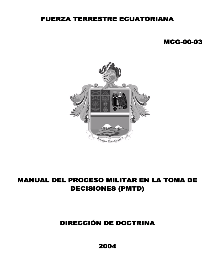 FUERZA TERRESTRE ECUATORIANA
MCG-00-03
MANUAL DEL PROCESO MILITAR EN LA TOMA DE
DECISIONES (PMTD)
DIRECCIÓN DE DOCTRINA
2004